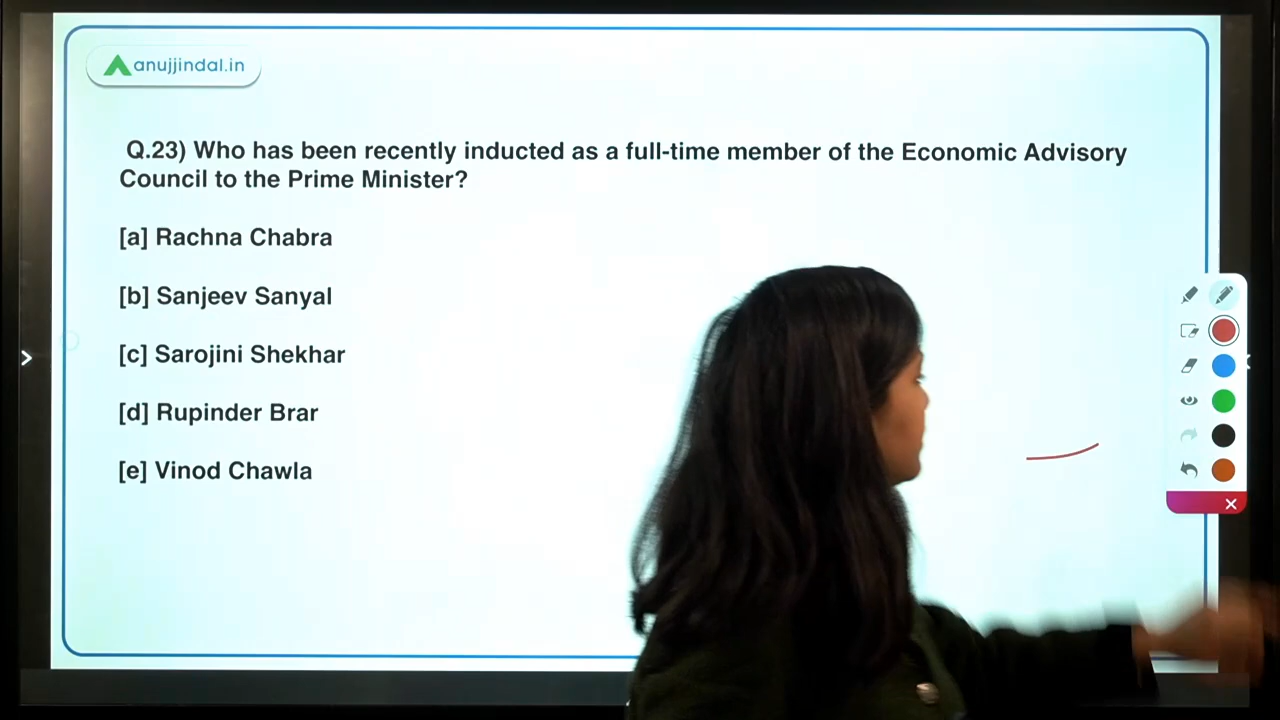 anujjindal.in
Q.23) Who has been recently inducted as a full-time member of the Economic Advisory
Council to the Prime Minister?
[a] Rachna Chabra
[b] Sanjeev Sanyal
[c] Sarojini Shekhar
[d] Rupinder Brar
[e] Vinod Chawla